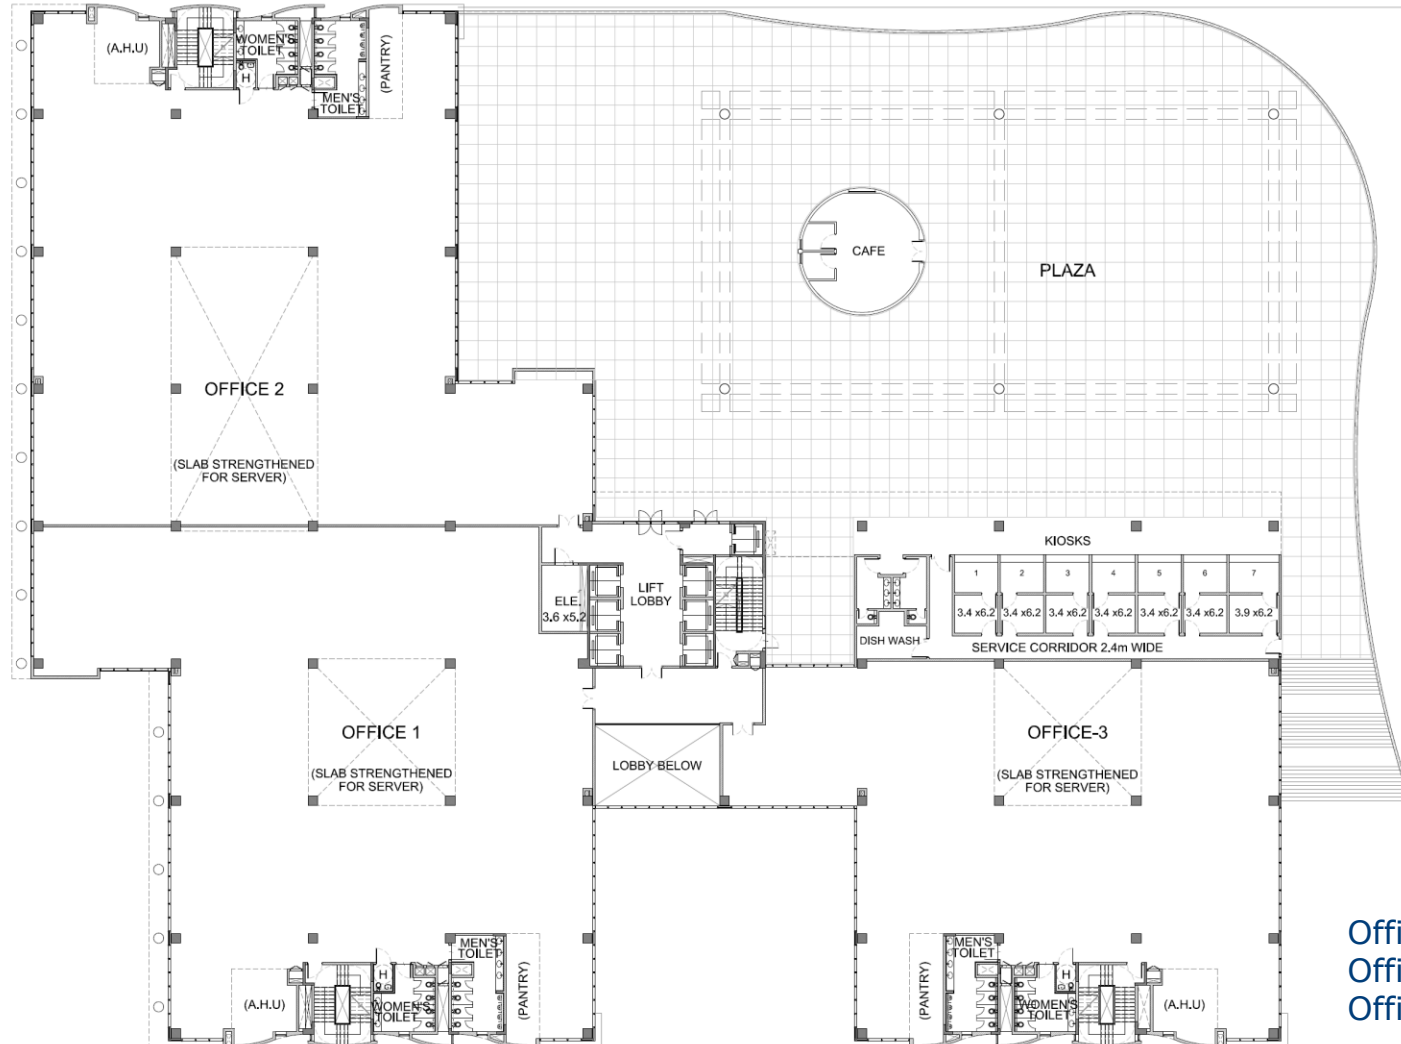 (A.H.U)
WOMEN'S
TOILET
H
MEN'S
TOILET
(PANTRY)
CAFE
PLAZA
OFFICE 2
(SLAB STRENGTHENED
FOR SERVER)
KIOSKS
1 2 3 4 5 6 7
3.4 x6.2 3.4 x6.2 3.4 x6.2 3.4 x6.2 3.4 x6.2 3.4 x6.2 3.9 x6.2
DISH WASH
SERVICE CORRIDOR 2.4m WIDE
LIFT
LOBBY
ELE.
3.6 x5.2
OFFICE 1
(SLAB STRENGTHENED
FOR SERVER)
LOBBY BELOW
OFFICE-3
(SLAB STRENGTHENED
FOR SERVER)
(A.H.U)
H
WOMEN'S
TOILET
MEN'S
TOILET
(PANTRY)
(PANTRY)
MEN'S
TOILET
H
WOMEN'S
TOILET
(A.H.U)
Offi
Offi
Offi